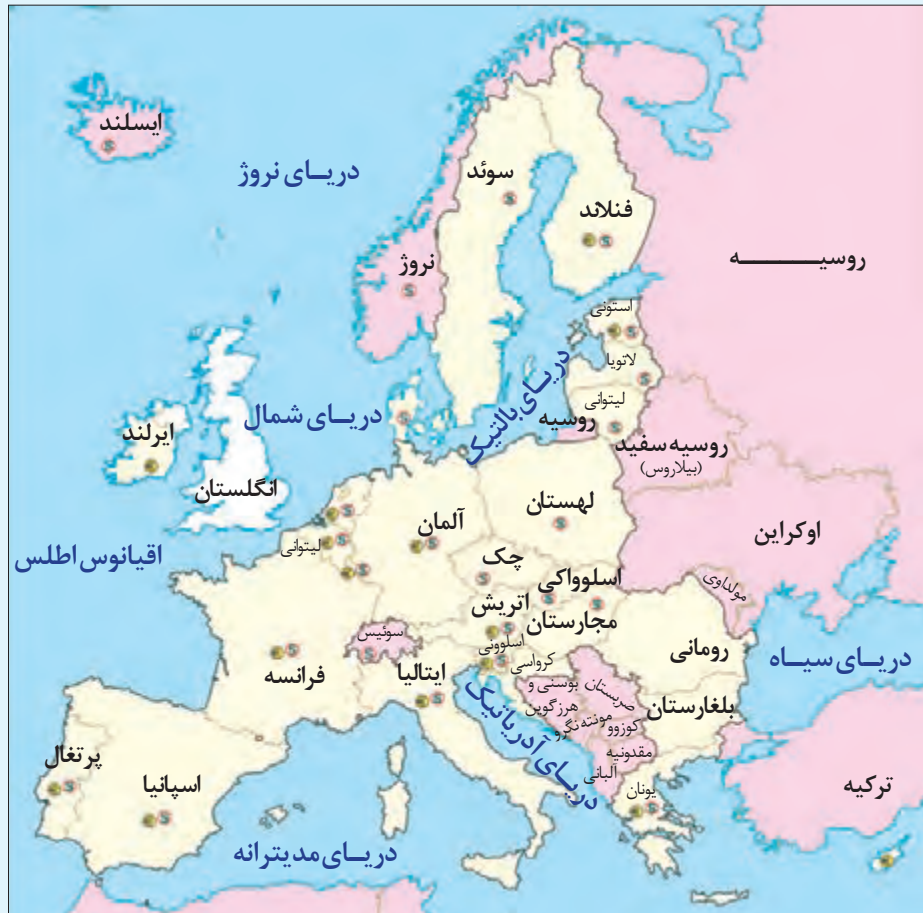 ایسلند
دریای نروژ
سوئد
فنلاند
نروژ
روسیه
استونی
لاتویا
لیتوانی
دریای بالتیک
روسیه
روسیه سفید
(بیلاروس)
دریای شمال
ایرلند
انگلستان
لهستان
آلمان
اوکراین
اقیانوس اطلس
لیتوانی
چک
اسلوواکی
مولداوی
اتریش
مجارستان
سوئیس
رومانی
دریای سیاه
اسلوونی
کرواسی
فرانسه
ایتالیا
بوسنی و
هرزگوین
صربستان
بلغارستان
کوزوو
مونته نگرو
دریای آدریاتیک
مقدونیه
آلبانی
پرتغال
اسپانیا
یونان
ترکیه
دریای مدیترانه